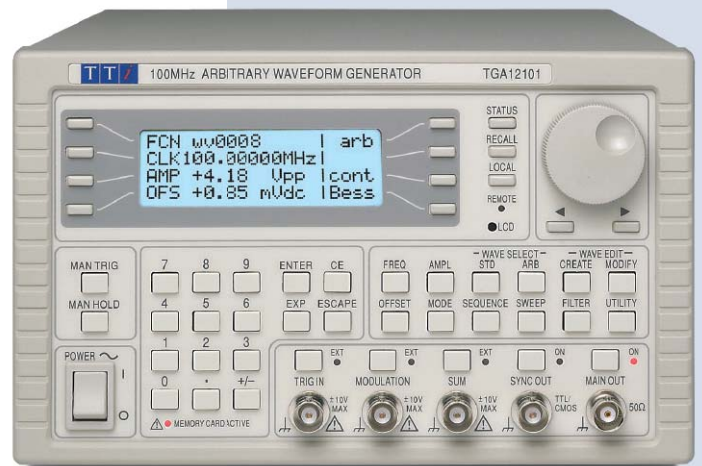 TTi 100MHz ARBITRARY WAVEFORM GENERATOR TGA12101
FCN wv0008 | arb
CLK100.00000MHz|
AMP +4.18 Vpp |cont
OFS +0.85 mVdc |Bess
STATUS
RECALL
LOCAL
REMOTE
LCD
MAN TRIG
MAN HOLD
7 8 9 ENTER CE
4 5 6 EXP ESCAPE
1 2 3
0 . +/-
MEMORY CARD ACTIVE
WAVE SELECT WAVE EDIT
FREQ AMPL STD ARB CREATE MODIFY
OFFSET MODE SEQUENCE SWEEP FILTER UTILITY
POWER
I
O
EXT EXT EXT ON ON
TRIG IN MODULATION SUM SYNC OUT MAIN OUT
±10V MAX ±10V MAX ±10V MAX TTL/CMOS 50Ω